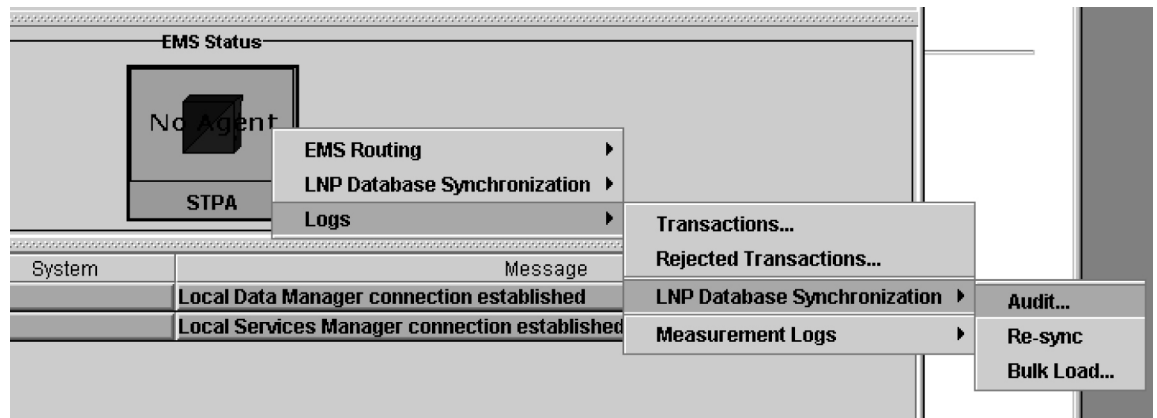 EMS Status
No Agent
STPA
EMS Routing
LNP Database Synchronization
Logs
Transactions...
Rejected Transactions...
LNP Database Synchronization
Measurement Logs
Audit...
Re-sync
Bulk Load...
System Message
Local Data Manager connection established
Local Services Manager connection established